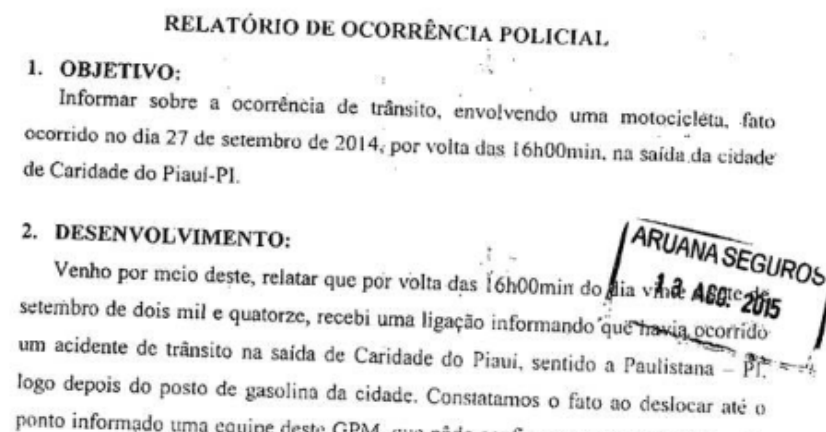 RELATÓRIO DE OCORRÊNCIA POLICIAL
1. OBJETIVO:
Informar sobre a ocorrência de trânsito, envolvendo uma motocicleta, fato
ocorrido no dia 27 de setembro de 2014, por volta das 16h00min, na saída da cidade
de Caridade do Piauí-PI.
2. DESENVOLVIMENTO:
ARUANA SEGUROS
13 AGO. 2015
Venho por meio deste, relatar que por volta das 16h00min do dia vinte
setembro de dois mil e quatorze, recebi uma ligação informando que havia ocorrido
um acidente de trânsito na saída de Caridade do Piaui, sentido a Paulistana – PI.
logo depois do posto de gasolina da cidade. Constatamos o fato ao deslocar até o
ponto informado uma equipe deste GPM, que pôde